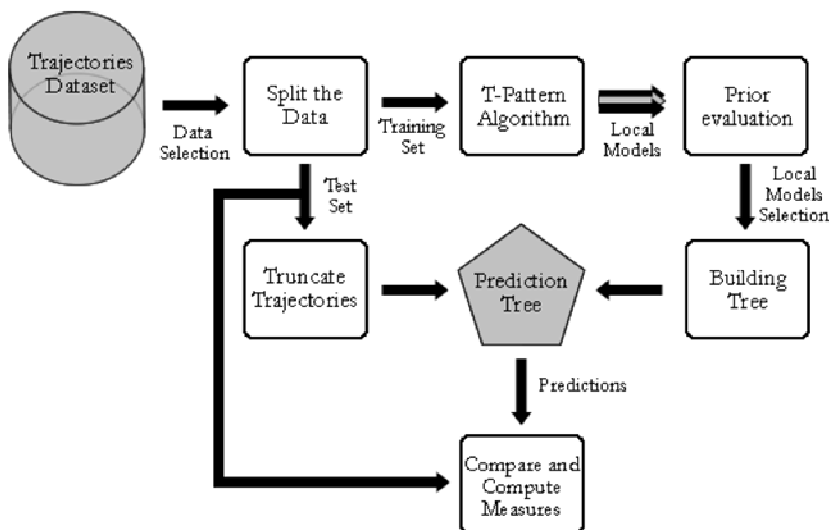 Trajectories
Dataset
Data
Selection
Split the
Data
Training
Set
T-Pattern
Algorithm
Local
Models
Prior
evaluation
Test
Set
Local
Models
Selection
Truncate
Trajectories
Prediction
Tree
Building
Tree
Predictions
Compare and
Compute
Measures